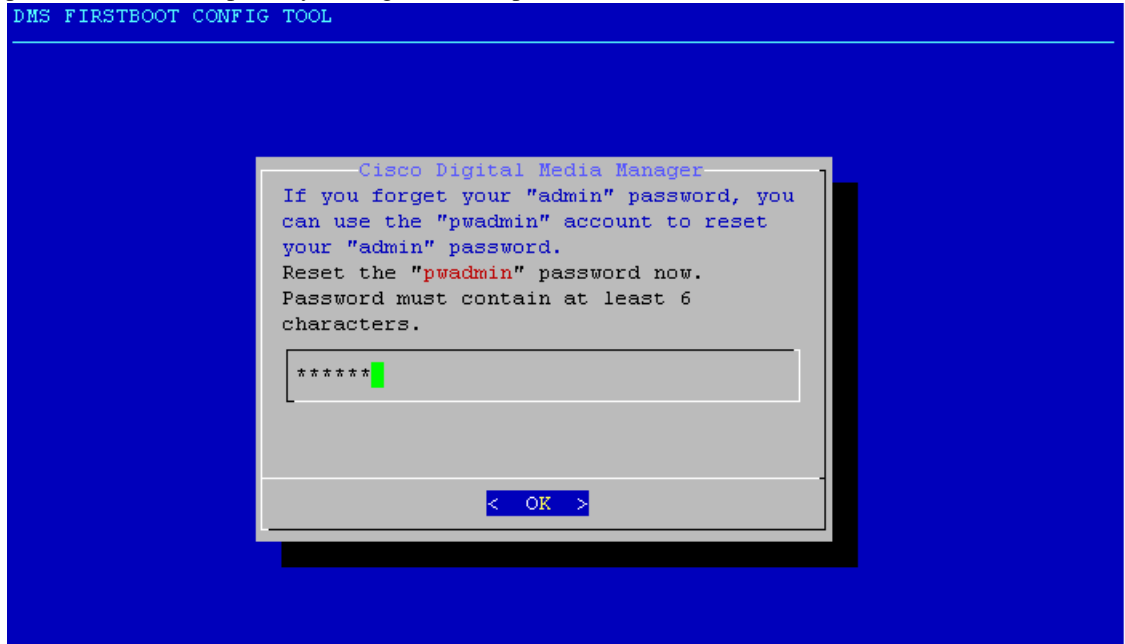 DMS FIRSTBOOT CONFIG TOOL
Cisco Digital Media Manager
If you forget your "admin" password, you
can use the "pwadmin" account to reset
your "admin" password.
Reset the "pwadmin" password now.
Password must contain at least 6
characters.
******
< OK >